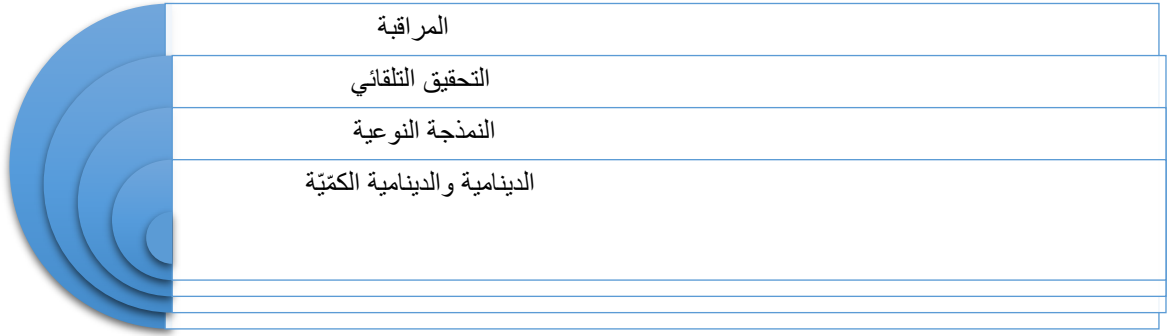 المراقبة
التحقيق التلقائي
النمذجة النوعية
الدينامية والدينامية الكمّيّة